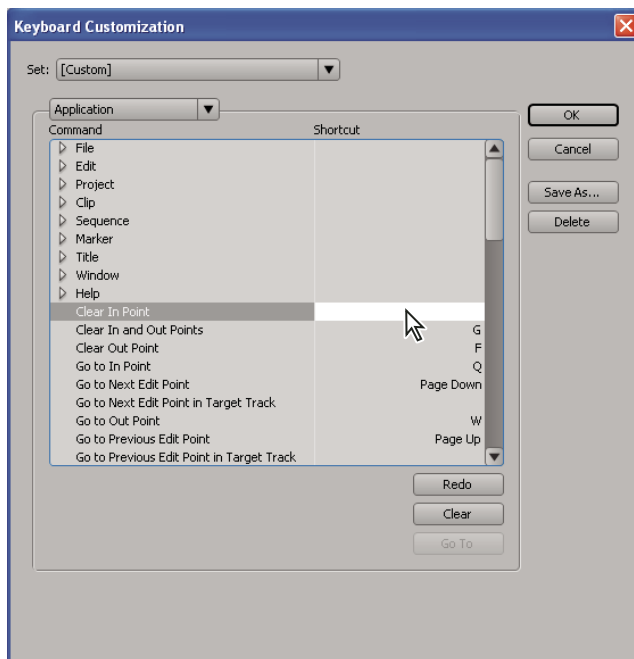 Keyboard Customization
Set: [Custom]
Application
Command Shortcut
File
Edit
Project
Clip
Sequence
Marker
Title
Window
Help
Clear In Point
Clear In and Out Points G
Clear Out Point F
Go to In Point Q
Go to Next Edit Point Page Down
Go to Next Edit Point in Target Track
Go to Out Point W
Go to Previous Edit Point Page Up
Go to Previous Edit Point in Target Track
Redo
Clear
Go To
OK
Cancel
Save As...
Delete